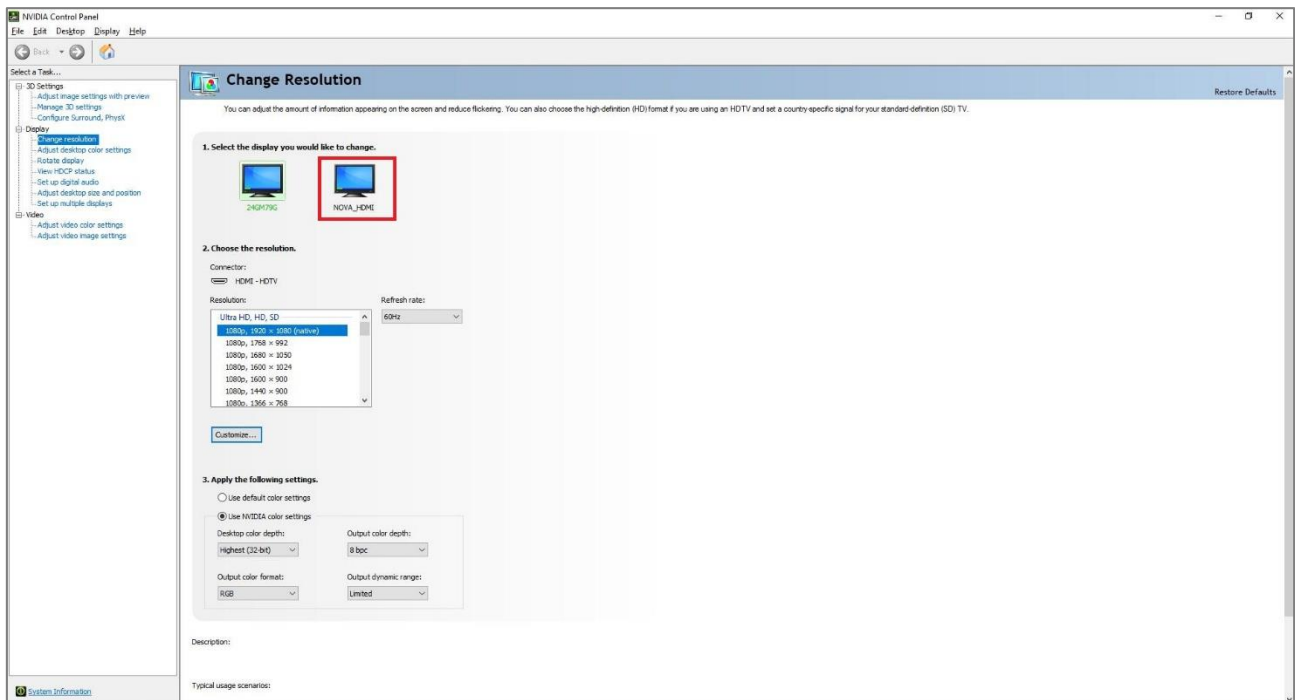 NVIDIA Control Panel
File Edit Desktop Display Help
Back
Select a Task...
3D Settings
Adjust image settings with preview
Manage 3D settings
Configure Surround, PhysX
Display
Change resolution
Adjust desktop color settings
Rotate display
View HDCP status
Set up digital audio
Adjust desktop size and position
Set up multiple displays
Video
Adjust video color settings
Adjust video image settings
System Information
Change Resolution
Restore Defaults
You can adjust the amount of information appearing on the screen and reduce flickering. You can also choose the high-definition (HD) format if you are using an HDTV and set a country-specific signal for your standard-definition (SD) TV.
1. Select the display you would like to change.
24GM79G NOVA_HDMI
2. Choose the resolution.
Connector:
HDMI - HDTV
Resolution: Refresh rate:
Ultra HD, HD, SD 60Hz
1080p, 1920 × 1080 (native)
1080p, 1768 × 992
1080p, 1680 × 1050
1080p, 1600 × 1024
1080p, 1600 × 900
1080p, 1440 × 900
1080p, 1366 × 768
Customize...
3. Apply the following settings.
Use default color settings
Use NVIDIA color settings
Desktop color depth: Output color depth:
Highest (32-bit) 8 bpc
Output color format: Output dynamic range:
RGB Limited
Description:
Typical usage scenarios: